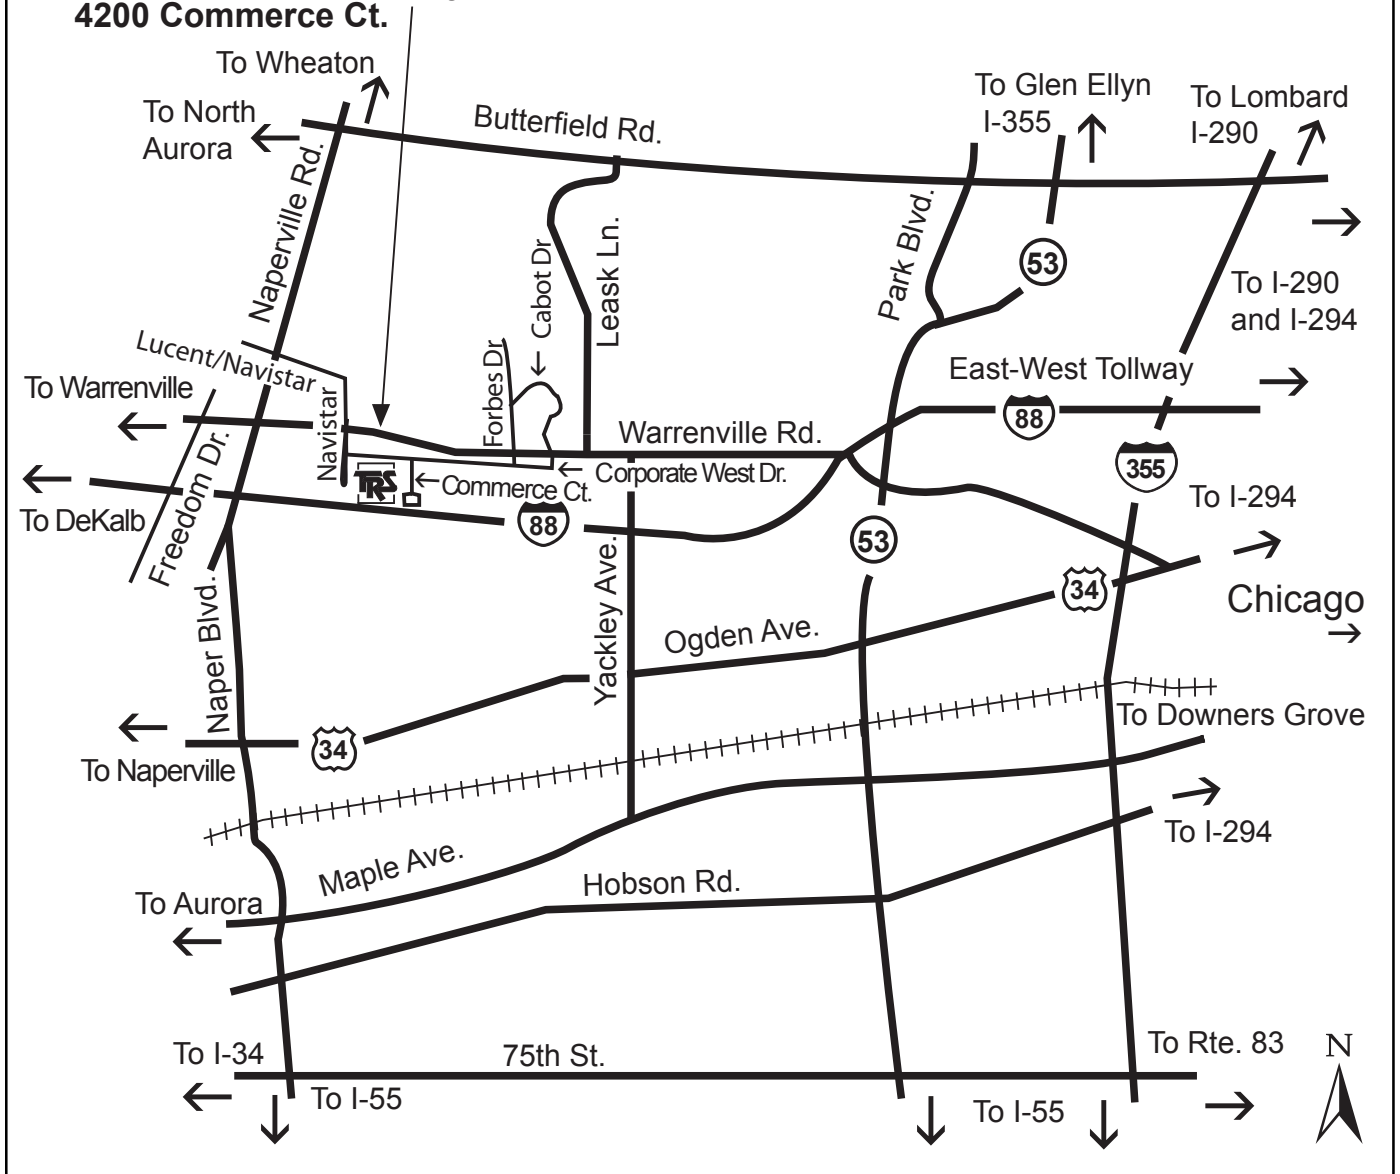 4200 Commerce Ct.
To Wheaton
To North
Aurora
Butterfield Rd.
To Glen Ellyn
I-355
To Lombard
I-290
Naperville Rd.
Cabot Dr
Leask Ln.
Park Blvd.
53
To I-290
and I-294
Lucent/Navistar
To Warrenville
Navistar
Forbes Dr
East-West Tollway
88
Warrenville Rd.
Corporate West Dr.
355
TRS
Commerce Ct.
To I-294
To DeKalb
Freedom Dr.
88
53
34
Chicago
Naper Blvd.
Yackley Ave.
Ogden Ave.
34
To Naperville
To Downers Grove
To I-294
Maple Ave.
Hobson Rd.
To Aurora
To I-34
75th St.
To Rte. 83
N
To I-55
To I-55